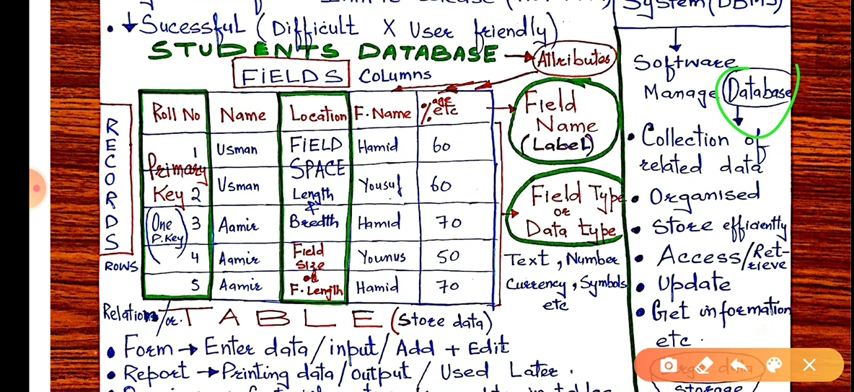 • ↓ Sucessful (Difficult X User friendly)
STUDENTS DATABASE → Attributes
FIELDS Columns
RECORDS
ROWS
Roll No | Name | Location | F.Name | %age etc
1 | Usman | FIELD | Hamid | 60
Primary | SPACE
Key 2 | Usman | Length | Yousuf | 60
(One P.Key) 3 | Aamir | & Breadth | Hamid | 70
4 | Aamir | Field Size | Younus | 50
5 | Aamir | or F.Length | Hamid | 70
Field
Name
(Label)
Field Type
or
Data type
Text, Number
Currency, Symbols
etc
Relation/or. TABLE (Store data)
• Form → Enter data/input/Add + Edit
• Report → Printing data/output/Used Later.
System (DBMS)
Software
Manage Database
• Collection of
related data
• Organised
• Store efficiently
• Access/Ret-
rieve
• Update
• Get information
etc.